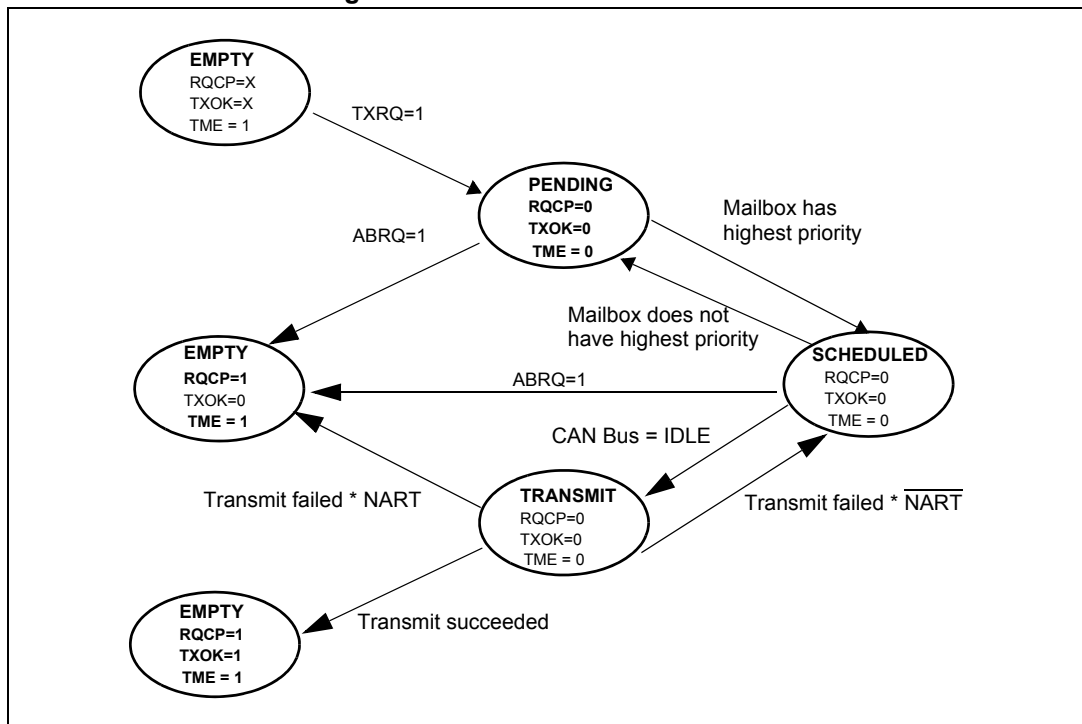 EMPTY
RQCP=X
TXOK=X
TME = 1
TXRQ=1
PENDING
RQCP=0
TXOK=0
TME = 0
Mailbox has
highest priority
ABRQ=1
Mailbox does not
have highest priority
EMPTY
RQCP=1
TXOK=0
TME = 1
SCHEDULED
RQCP=0
TXOK=0
TME = 0
ABRQ=1
CAN Bus = IDLE
Transmit failed * NART
TRANSMIT
RQCP=0
TXOK=0
TME = 0
Transmit failed * N̅A̅R̅T̅
EMPTY
RQCP=1
TXOK=1
TME = 1
Transmit succeeded